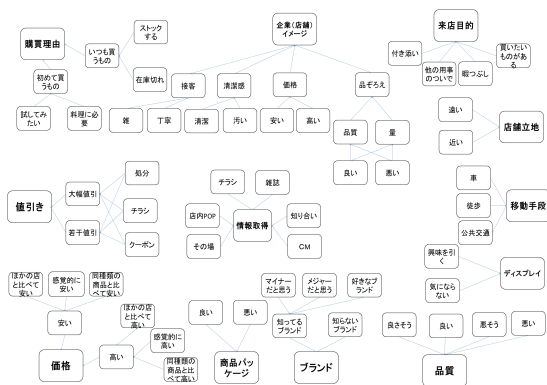 購買理由
いつも買
うもの
ストック
する
在庫切れ
初めて買
うもの
試してみ
たい
料理に必
要
企業(店舗)
イメージ
接客
清潔感
価格
品ぞろえ
雑
丁寧
清潔
汚い
安い
高い
品質
量
良い
悪い
来店目的
付き添い
他の用事
のついで
暇つぶし
買いたい
ものがあ
る
遠い
近い
店舗立地
値引き
大幅値引
若干値引
処分
チラシ
クーポン
チラシ
雑誌
店内POP
情報取得
知り合い
その場
CM
車
徒歩
公共交通
移動手段
興味を引
く
気になら
ない
ディスプレイ
ほかの店
と比べて
安い
感覚的に
安い
同種類の
商品と比
べて安い
安い
価格
高い
ほかの店
と比べて
高い
感覚的に
高い
同種類の
商品と比
べて高い
良い
悪い
商品パッ
ケージ
マイナー
だと思う
メジャー
だと思う
好きなブ
ランド
知ってる
ブランド
知らない
ブランド
ブランド
良さそう
良い
悪そう
悪い
品質